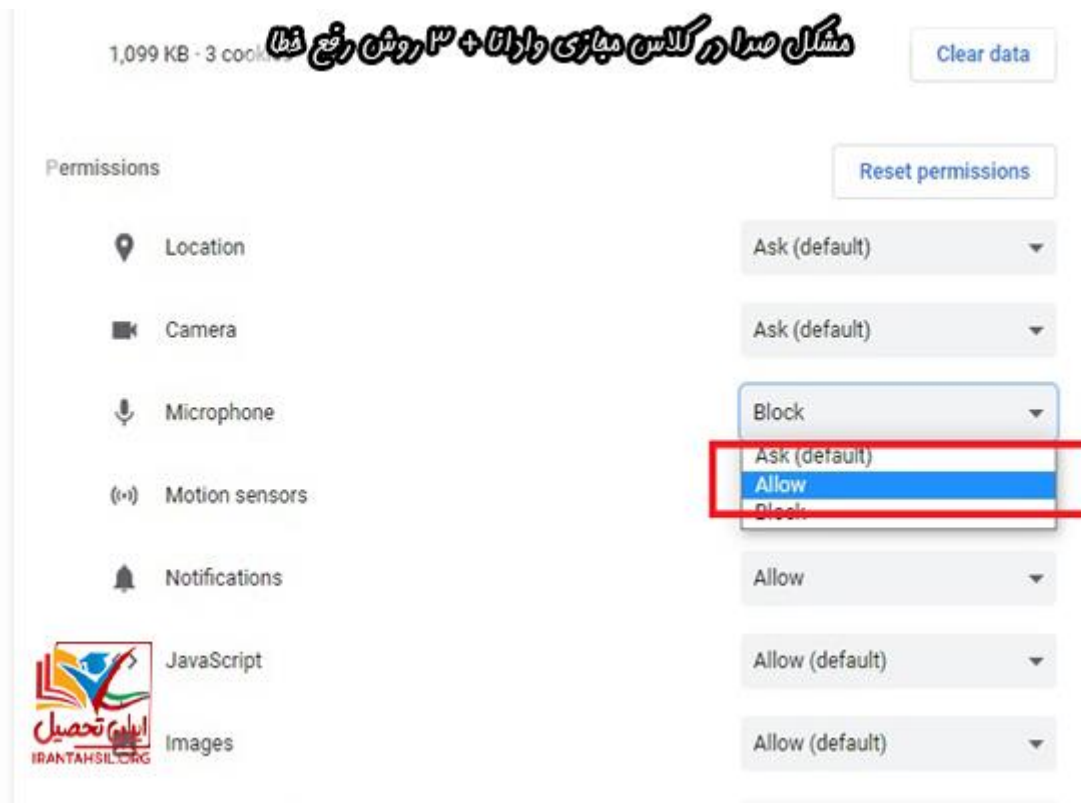 مشکل صدا در کلاس مجازی وادانا + ۳ روش رفع خطا
1,099 KB · 3 cookies
Clear data
Permissions
Reset permissions
Location
Ask (default)
Camera
Ask (default)
Microphone
Block
Ask (default)
Allow
Block
Motion sensors
Notifications
Allow
JavaScript
Allow (default)
Images
Allow (default)
ایران تحصیل
IRANTAHSIL.ORG